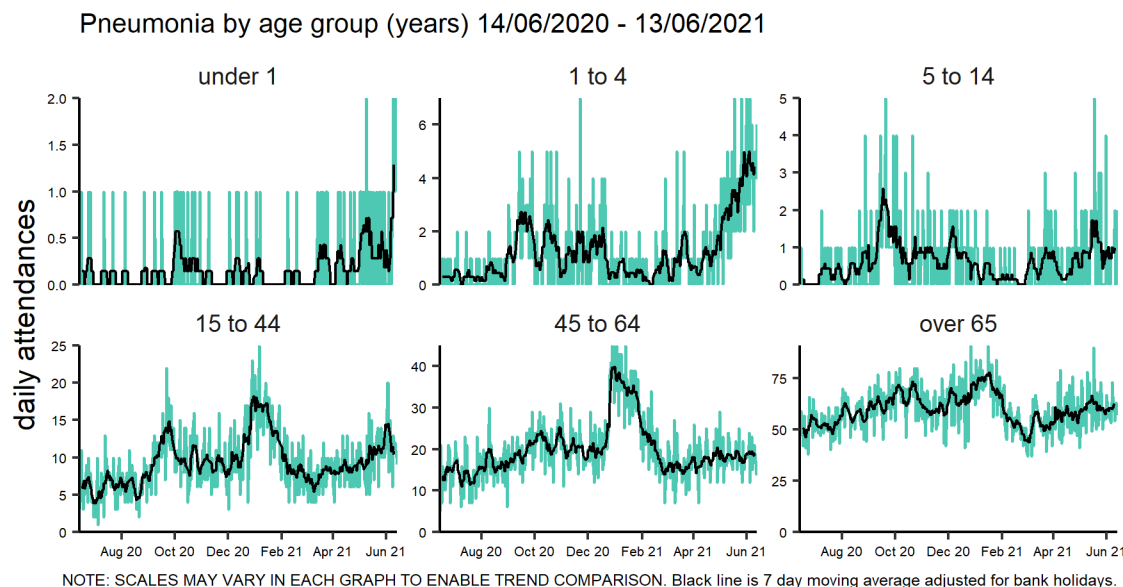 Pneumonia by age group (years) 14/06/2020 - 13/06/2021
under 1
1 to 4
5 to 14
2.0
1.5
1.0
0.5
0.0
6
4
2
0
5
4
3
2
1
0
daily attendances
15 to 44
45 to 64
over 65
25
20
15
10
5
0
40
30
20
10
0
75
50
25
0
Aug 20 Oct 20 Dec 20 Feb 21 Apr 21 Jun 21
Aug 20 Oct 20 Dec 20 Feb 21 Apr 21 Jun 21
Aug 20 Oct 20 Dec 20 Feb 21 Apr 21 Jun 21
NOTE: SCALES MAY VARY IN EACH GRAPH TO ENABLE TREND COMPARISON. Black line is 7 day moving average adjusted for bank holidays.